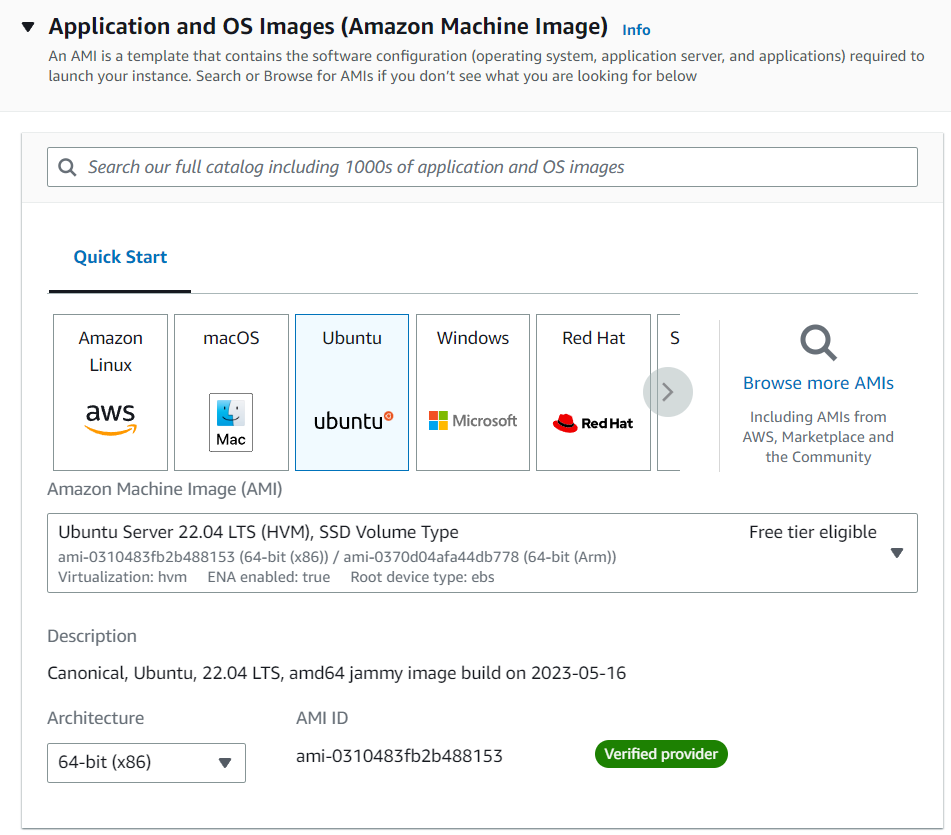 Application and OS Images (Amazon Machine Image) Info
An AMI is a template that contains the software configuration (operating system, application server, and applications) required to
launch your instance. Search or Browse for AMIs if you don't see what you are looking for below
Search our full catalog including 1000s of application and OS images
Quick Start
Amazon
Linux
aws
macOS
Mac
Ubuntu
ubuntu
Windows
Microsoft
Red Hat
Red Hat
S
Browse more AMIs
Including AMIs from
AWS, Marketplace and
the Community
Amazon Machine Image (AMI)
Ubuntu Server 22.04 LTS (HVM), SSD Volume Type Free tier eligible
ami-0310483fb2b488153 (64-bit (x86)) / ami-0370d04afa44db778 (64-bit (Arm))
Virtualization: hvm ENA enabled: true Root device type: ebs
Description
Canonical, Ubuntu, 22.04 LTS, amd64 jammy image build on 2023-05-16
Architecture AMI ID
64-bit (x86) ami-0310483fb2b488153 Verified provider